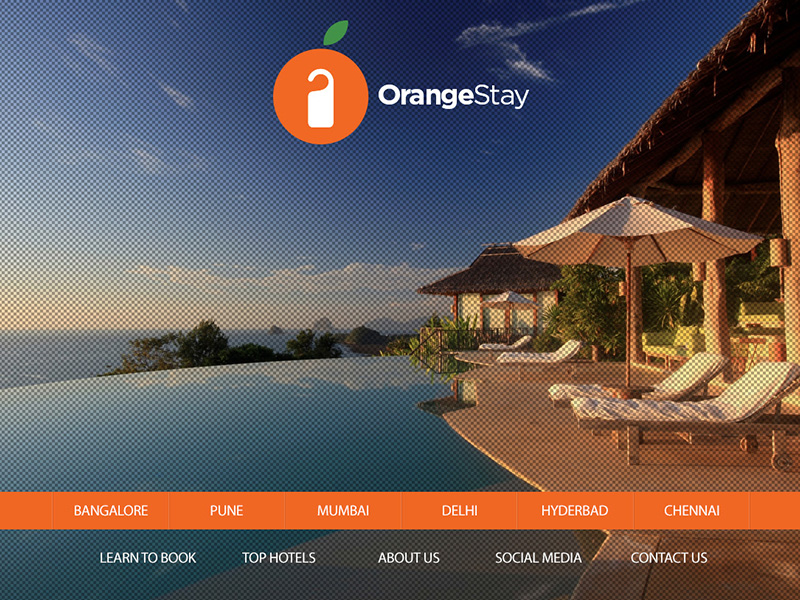 OrangeStay
BANGALORE PUNE MUMBAI DELHI HYDERBAD CHENNAI
LEARN TO BOOK TOP HOTELS ABOUT US SOCIAL MEDIA CONTACT US